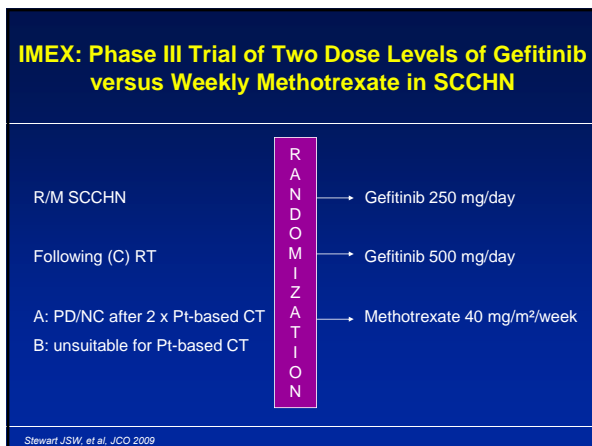 IMEX: Phase III Trial of Two Dose Levels of Gefitinib
versus Weekly Methotrexate in SCCHN
R/M SCCHN
Following (C) RT
A: PD/NC after 2 x Pt-based CT
B: unsuitable for Pt-based CT
R
A
N
D
O
M
I
Z
A
T
I
O
N
Gefitinib 250 mg/day
Gefitinib 500 mg/day
Methotrexate 40 mg/m²/week
Stewart JSW, et al, JCO 2009